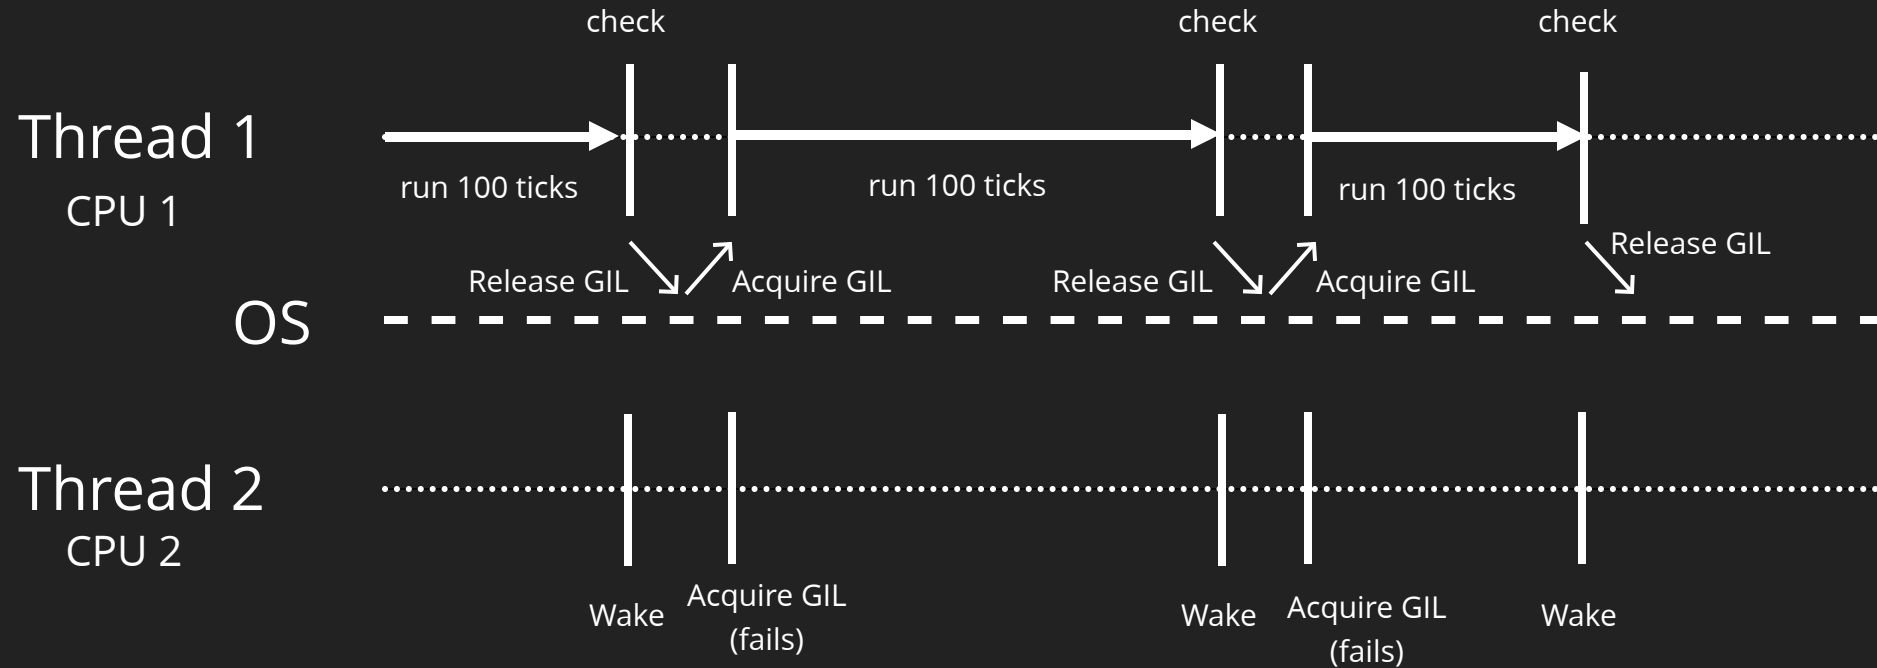 check
check
check
Thread 1
CPU 1
run 100 ticks
run 100 ticks
run 100 ticks
Release GIL
Acquire GIL
Release GIL
Acquire GIL
Release GIL
OS
Thread 2
CPU 2
Wake
Acquire GIL
(fails)
Wake
Acquire GIL
(fails)
Wake